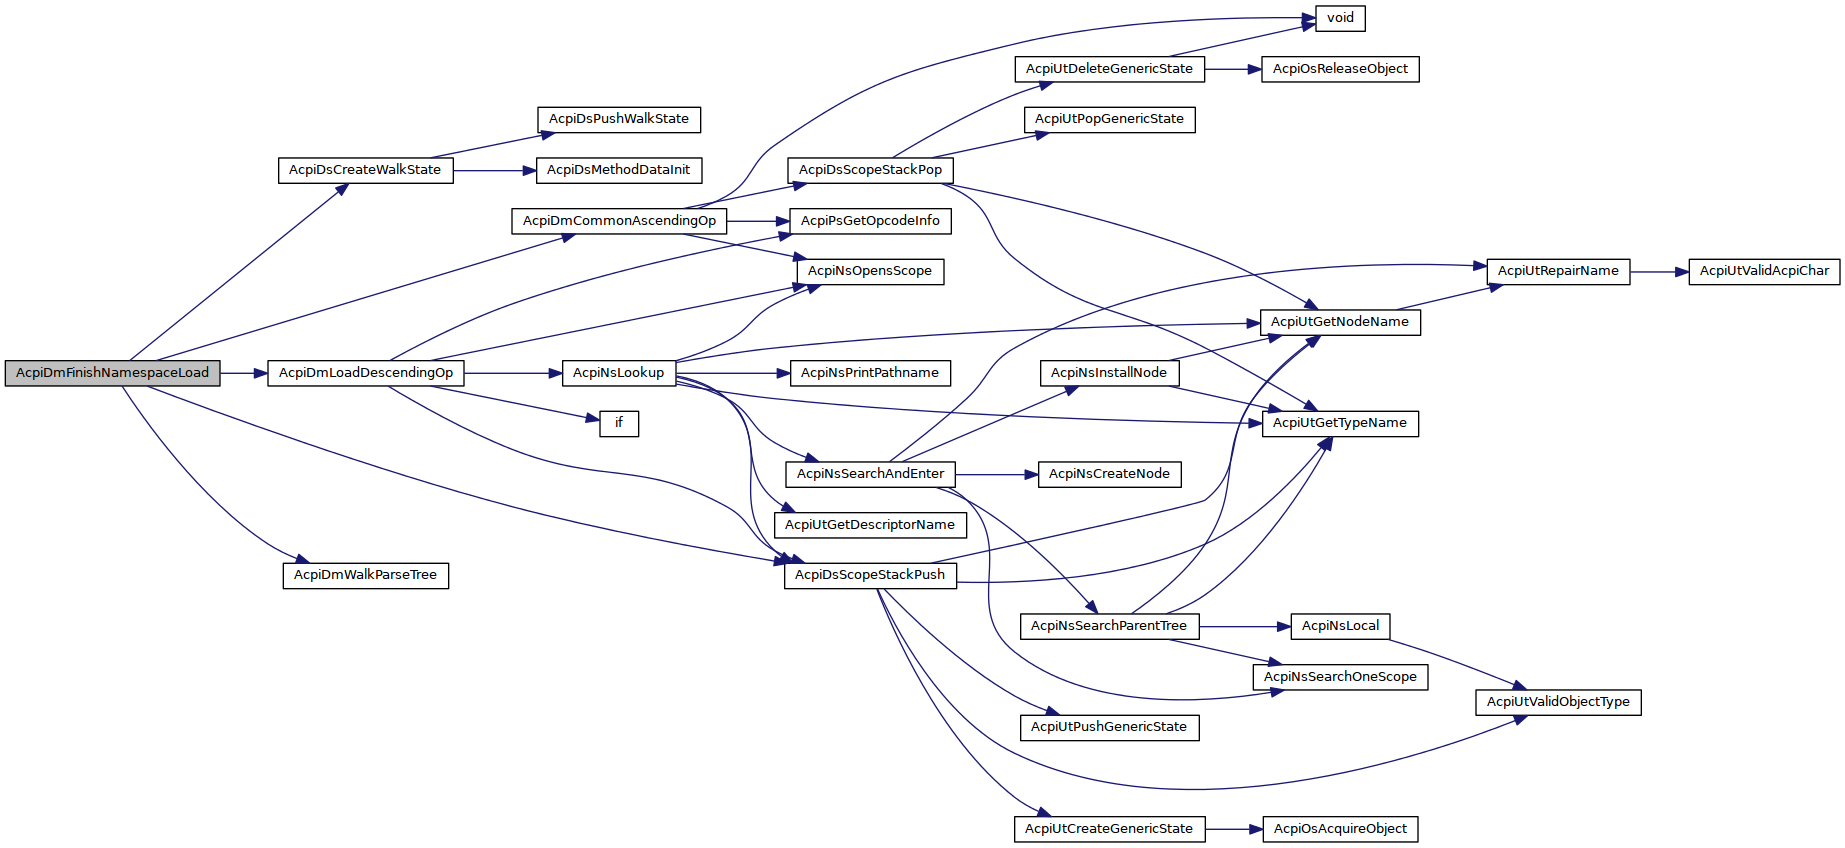 void
AcpiUtDeleteGenericState
AcpiOsReleaseObject
AcpiDsPushWalkState
AcpiUtPopGenericState
AcpiDsCreateWalkState
AcpiDsMethodDataInit
AcpiDsScopeStackPop
AcpiDmCommonAscendingOp
AcpiPsGetOpcodeInfo
AcpiNsOpensScope
AcpiUtRepairName
AcpiUtValidAcpiChar
AcpiUtGetNodeName
AcpiDmFinishNamespaceLoad
AcpiDmLoadDescendingOp
AcpiNsLookup
AcpiNsPrintPathname
AcpiNsInstallNode
if
AcpiUtGetTypeName
AcpiNsSearchAndEnter
AcpiNsCreateNode
AcpiUtGetDescriptorName
AcpiDmWalkParseTree
AcpiDsScopeStackPush
AcpiNsSearchParentTree
AcpiNsLocal
AcpiNsSearchOneScope
AcpiUtValidObjectType
AcpiUtPushGenericState
AcpiUtCreateGenericState
AcpiOsAcquireObject